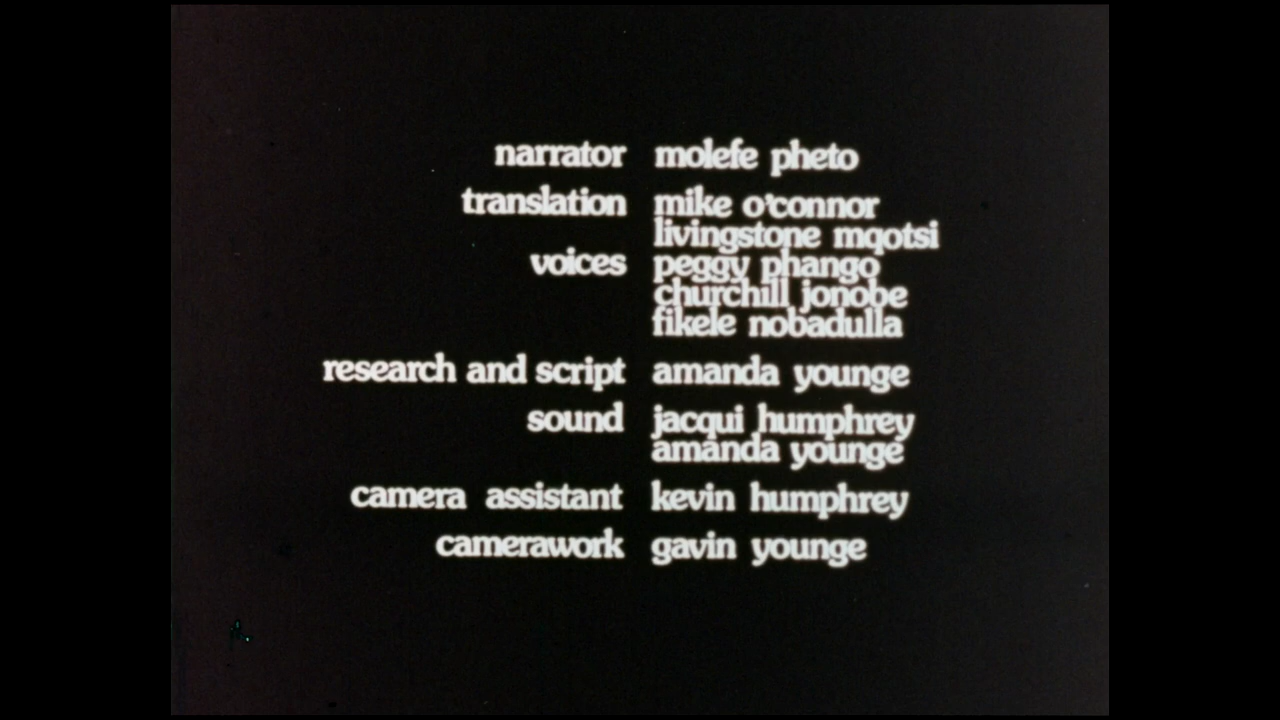 narrator molefe pheto
translation mike o'connor
livingstone mqotsi
voices peggy phango
churchill jonobe
fikele nobadulla
research and script amanda younge
sound jacqui humphrey
amanda younge
camera assistant kevin humphrey
camerawork gavin younge